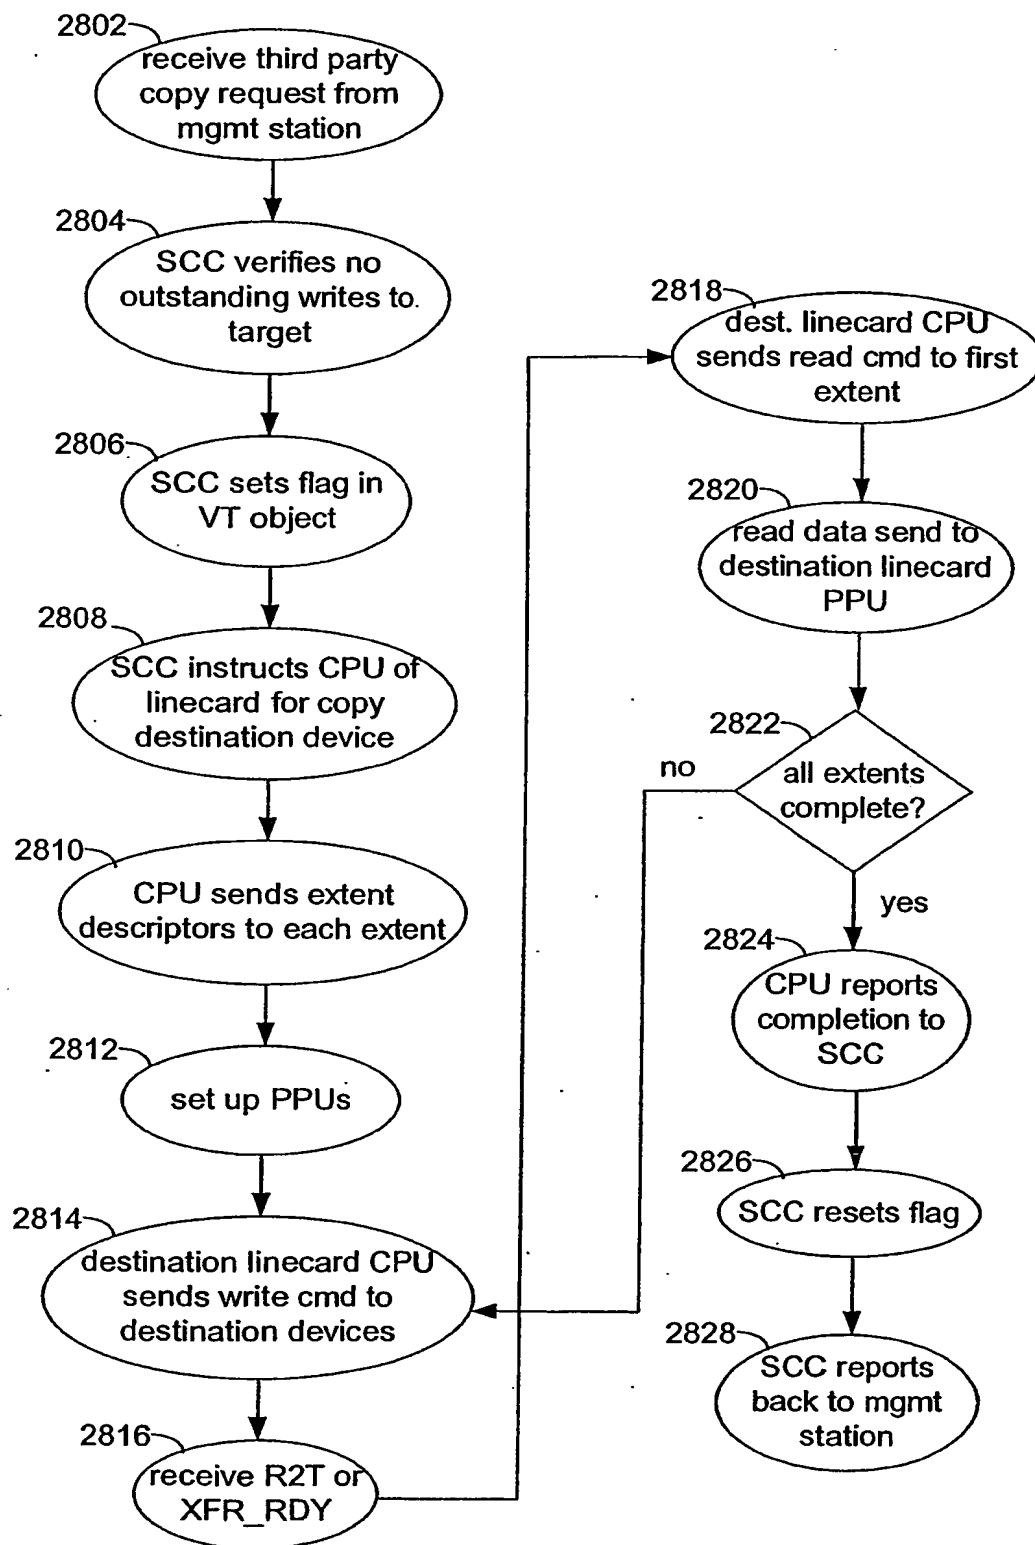 2802
receive third party
copy request from
mgmt station
2804
SCC verifies no
outstanding writes to.
target
2806
SCC sets flag in
VT object
2808
SCC instructs CPU of
linecard for copy
destination device
2810
CPU sends extent
descriptors to each extent
2812
set up PPUs
2814
destination linecard CPU
sends write cmd to
destination devices
2816
receive R2T or
XFR_RDY
2818
dest. linecard CPU
sends read cmd to first
extent
2820
read data send to
destination linecard
PPU
2822
no
all extents
complete?
yes
2824
CPU reports
completion to
SCC
2826
SCC resets flag
2828
SCC reports
back to mgmt
station